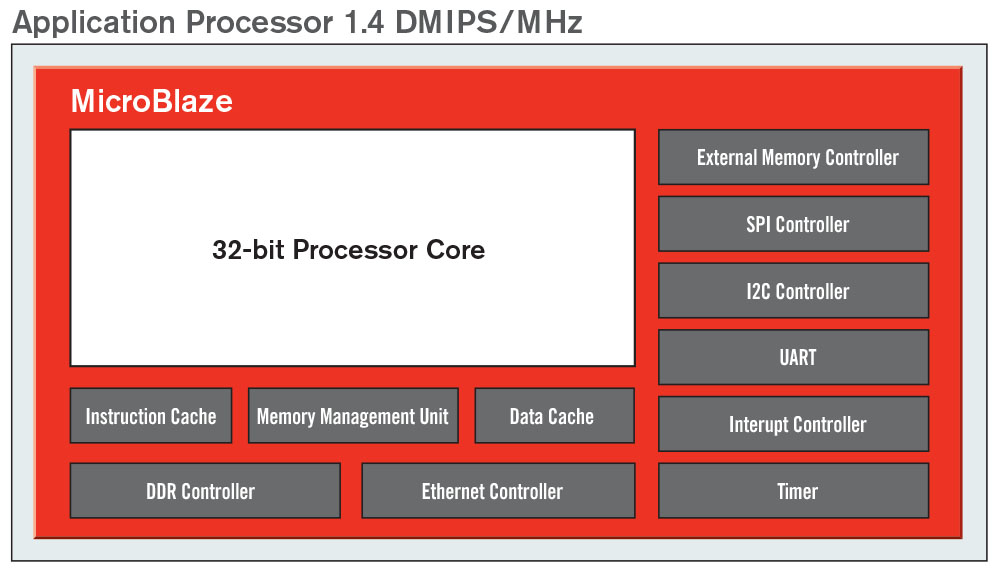 Application Processor 1.4 DMIPS/MHz
MicroBlaze
32-bit Processor Core
External Memory Controller
SPI Controller
I2C Controller
UART
Interupt Controller
Timer
Instruction Cache
Memory Management Unit
Data Cache
DDR Controller
Ethernet Controller